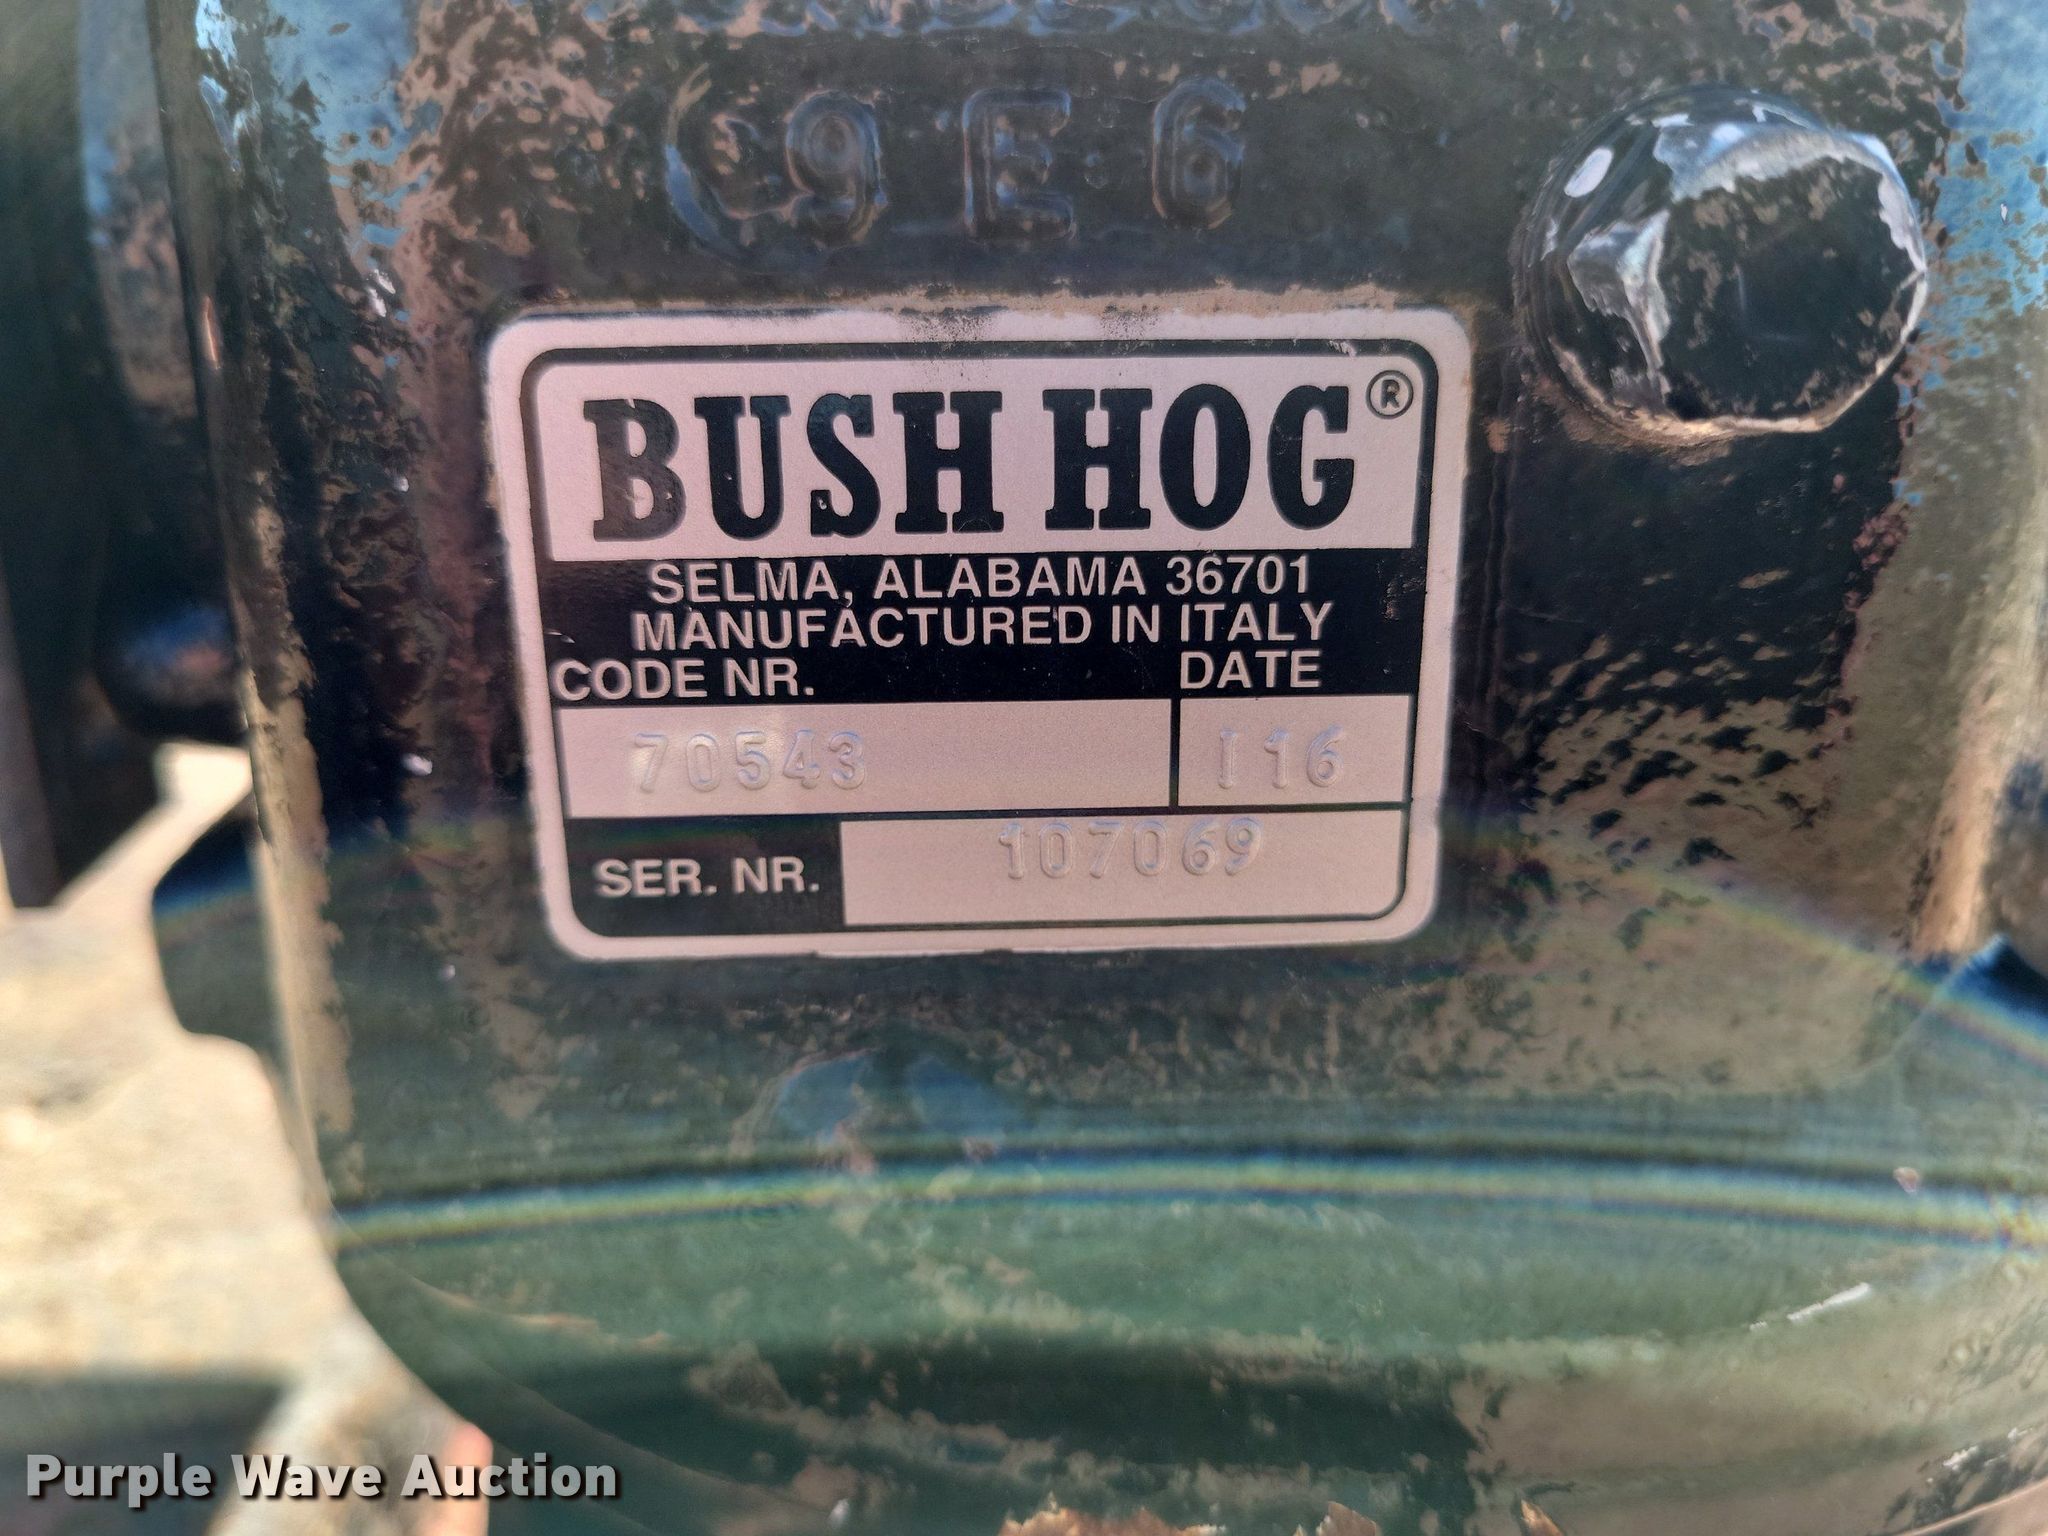 9E6
BUSH HOG®
SELMA, ALABAMA 36701
MANUFACTURED IN ITALY
CODE NR. DATE
70543 I16
SER. NR. 107069
Purple Wave Auction